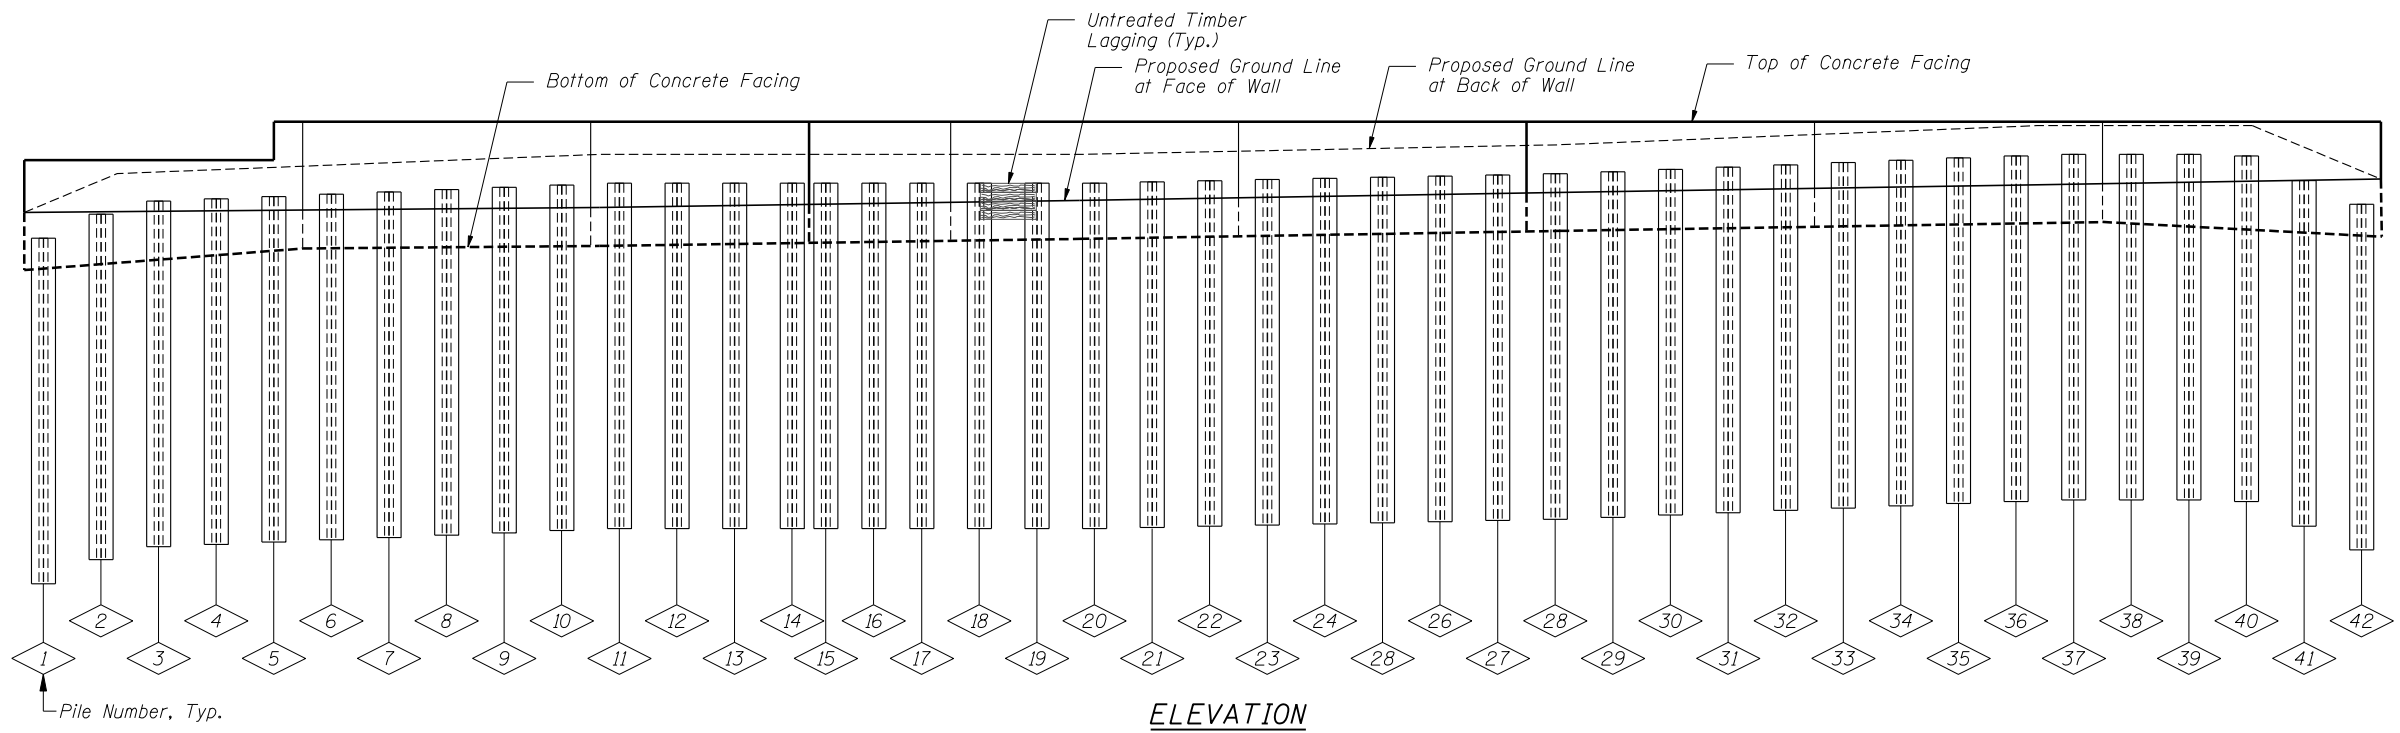 Untreated Timber
Lagging (Typ.)
Proposed Ground Line
at Face of Wall
Proposed Ground Line
at Back of Wall
Top of Concrete Facing
Bottom of Concrete Facing
2 4 6 8 10 12 14 16 18 20 22 24 26 28 30 32 34 36 38 40 42
1 3 5 7 9 11 13 15 17 19 21 23 28 27 29 31 33 35 37 39 41
Pile Number, Typ.
ELEVATION